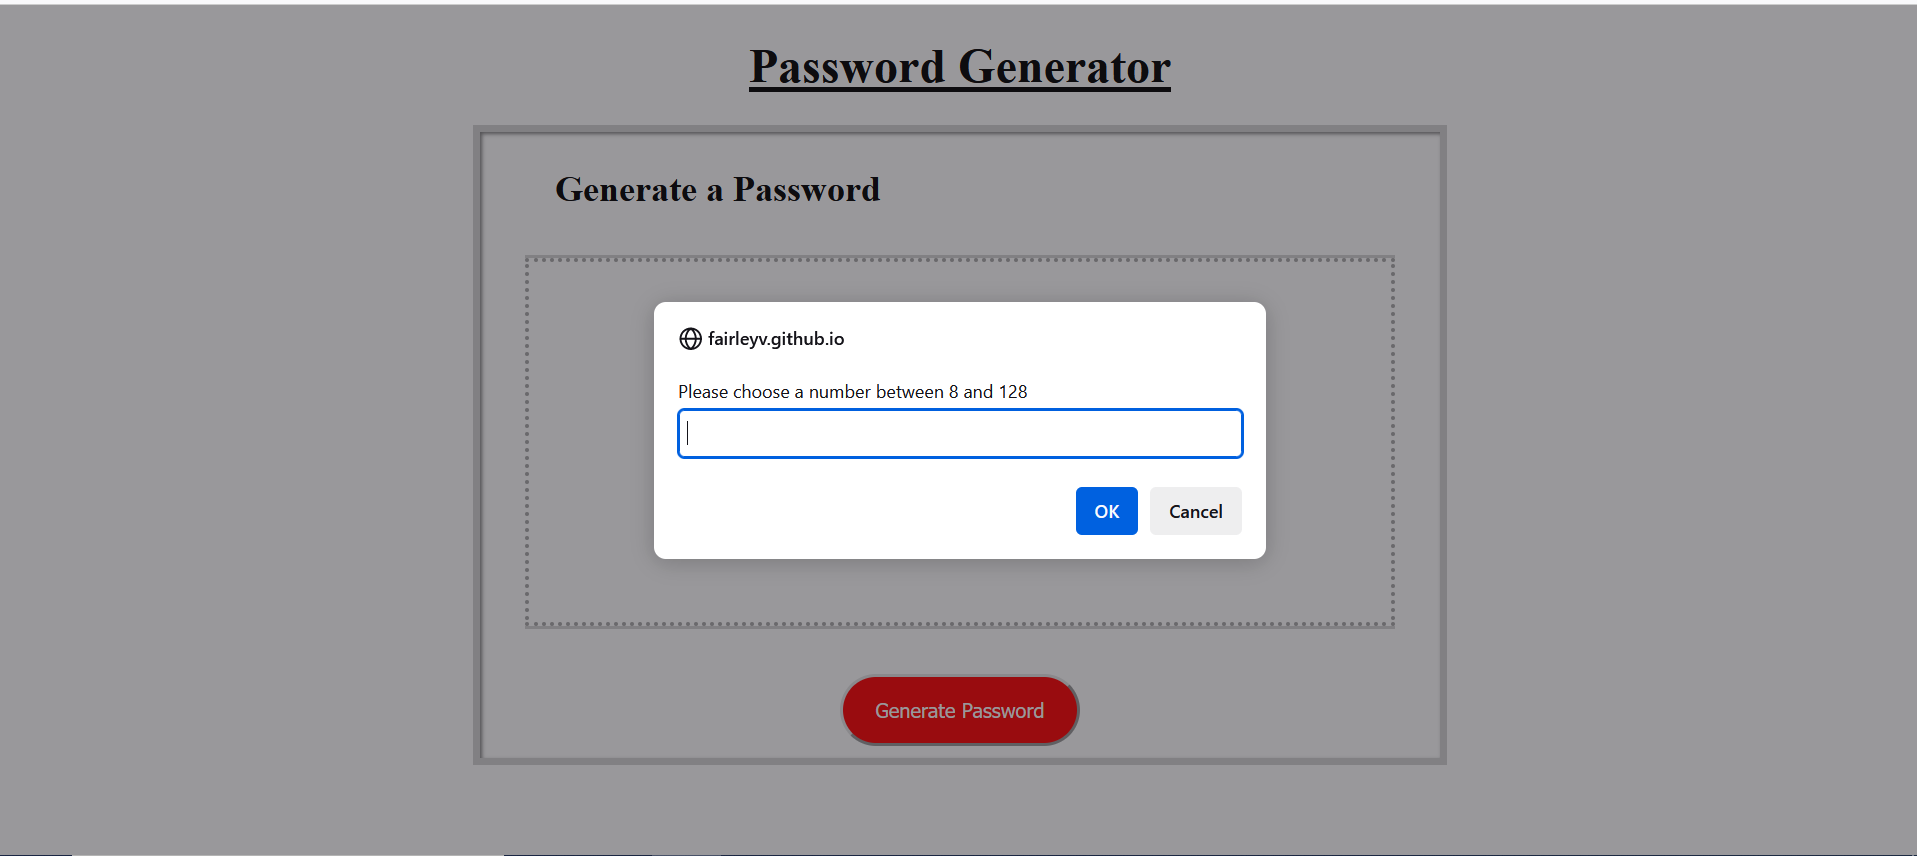 Password Generator
Generate a Password
fairleyv.github.io
Please choose a number between 8 and 128
OK Cancel
Generate Password